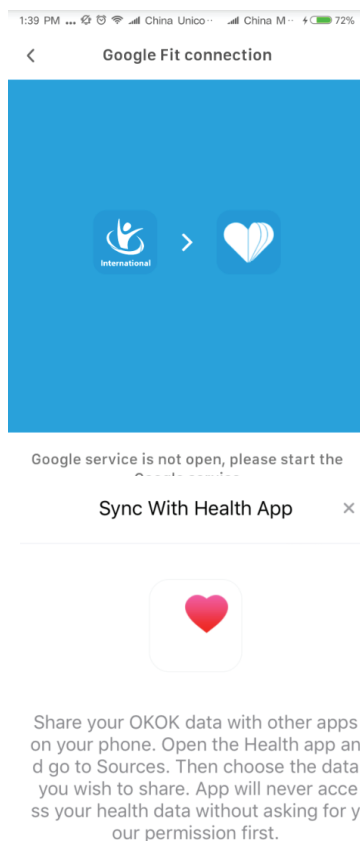 1:39 PM ... China Unico·· China M·· 72%
Google Fit connection
International
Google service is not open, please start the
Sync With Health App
Share your OKOK data with other apps
on your phone. Open the Health app an
d go to Sources. Then choose the data
you wish to share. App will never acce
ss your health data without asking for y
our permission first.